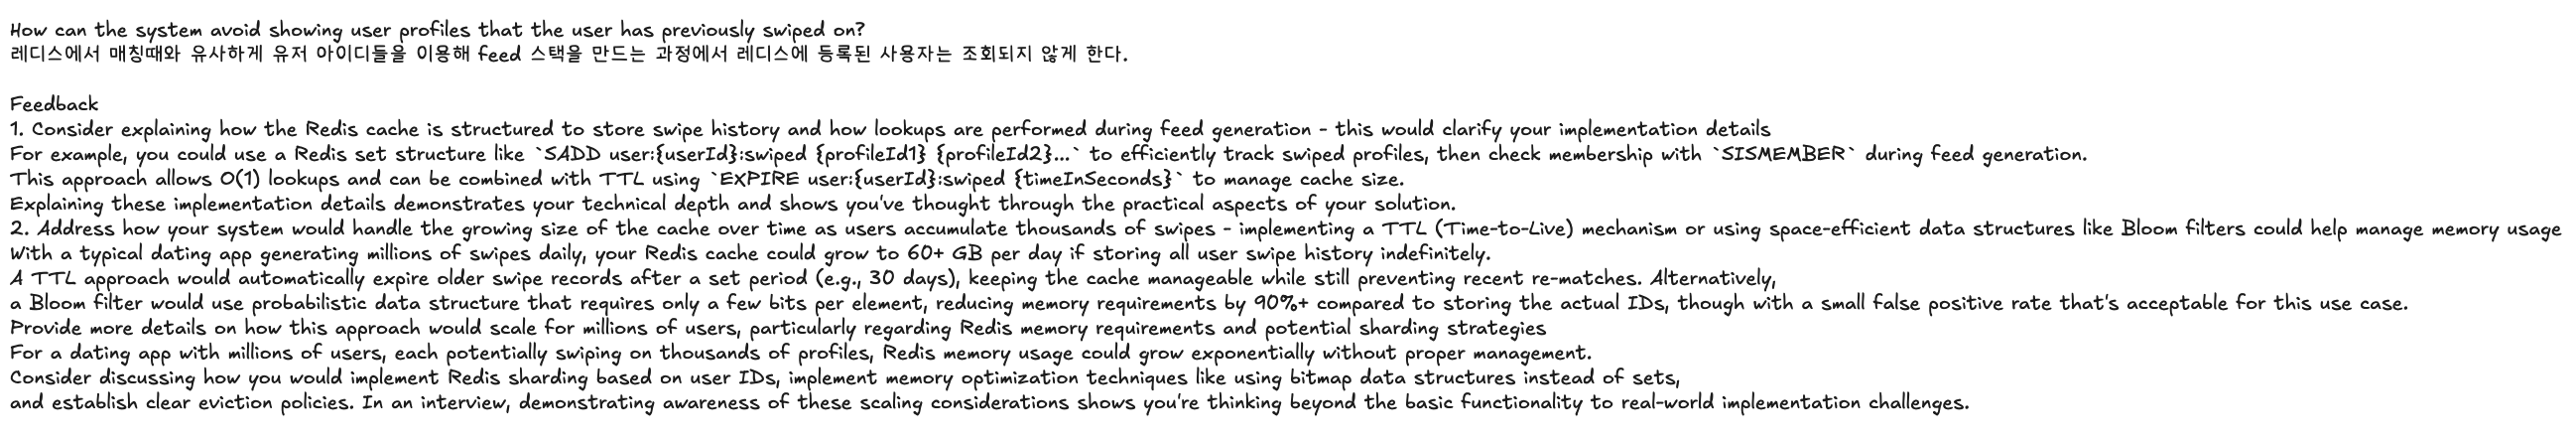 How can the system avoid showing user profiles that the user has previously swiped on?
레디스에서 매칭때와 유사하게 유저 아이디들을 이용해 feed 스택을 만드는 과정에서 레디스에 등록된 사용자는 조회되지 않게 한다.
Feedback
1. Consider explaining how the Redis cache is structured to store swipe history and how lookups are performed during feed generation - this would clarify your implementation details
For example, you could use a Redis set structure like `SADD user:{userId}:swiped {profileId1} {profileId2}...` to efficiently track swiped profiles, then check membership with `SISMEMBER` during feed generation.
This approach allows O(1) lookups and can be combined with TTL using `EXPIRE user:{userId}:swiped {timeInSeconds}` to manage cache size.
Explaining these implementation details demonstrates your technical depth and shows you've thought through the practical aspects of your solution.
2. Address how your system would handle the growing size of the cache over time as users accumulate thousands of swipes - implementing a TTL (Time-to-Live) mechanism or using space-efficient data structures like Bloom filters could help manage memory usage
With a typical dating app generating millions of swipes daily, your Redis cache could grow to 60+ GB per day if storing all user swipe history indefinitely.
A TTL approach would automatically expire older swipe records after a set period (e.g., 30 days), keeping the cache manageable while still preventing recent re-matches. Alternatively,
a Bloom filter would use probabilistic data structure that requires only a few bits per element, reducing memory requirements by 90%+ compared to storing the actual IDs, though with a small false positive rate that's acceptable for this use case.
Provide more details on how this approach would scale for millions of users, particularly regarding Redis memory requirements and potential sharding strategies
For a dating app with millions of users, each potentially swiping on thousands of profiles, Redis memory usage could grow exponentially without proper management.
Consider discussing how you would implement Redis sharding based on user IDs, implement memory optimization techniques like using bitmap data structures instead of sets,
and establish clear eviction policies. In an interview, demonstrating awareness of these scaling considerations shows you're thinking beyond the basic functionality to real-world implementation challenges.